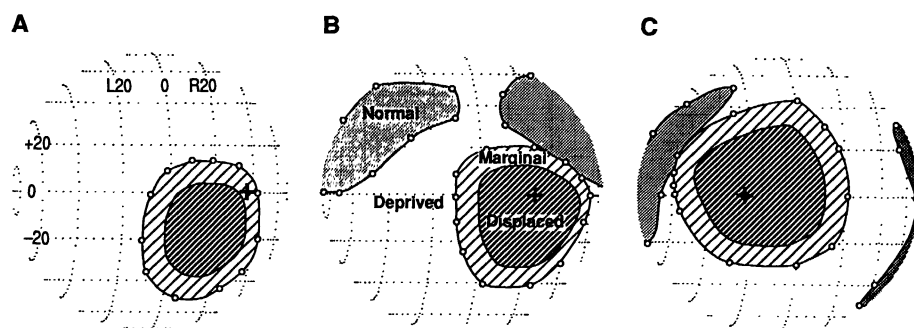 A
B
C
L20 0 R20
+20
0
−20
Normal
Marginal
Deprived
Displaced